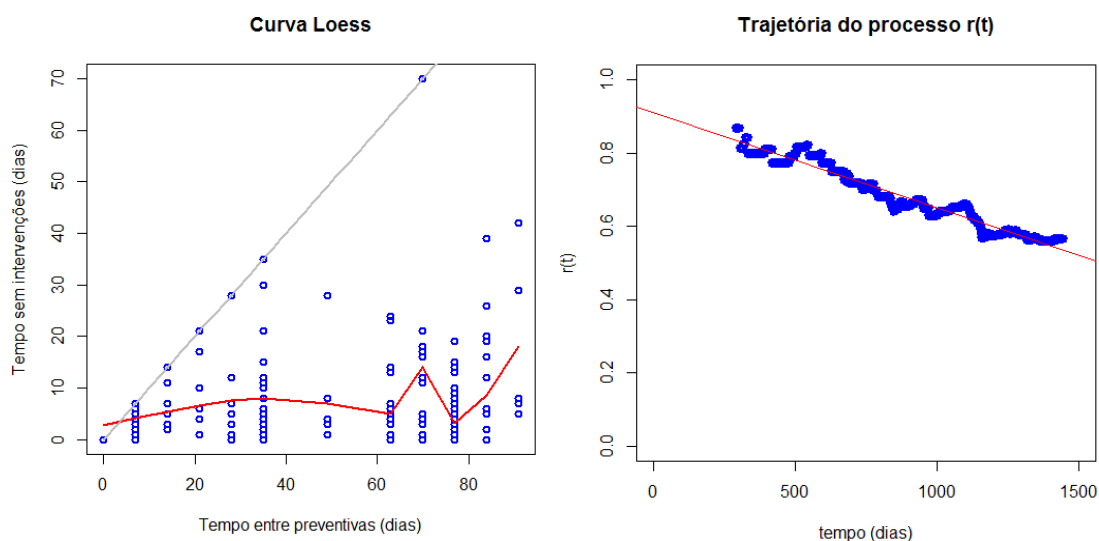 Curva Loess
Tempo sem intervenções (dias)
70
60
50
40
30
20
10
0
0 20 40 60 80
Tempo entre preventivas (dias)
Trajetória do processo r(t)
r(t)
1.0
0.8
0.6
0.4
0.2
0.0
0 500 1000 1500
tempo (dias)